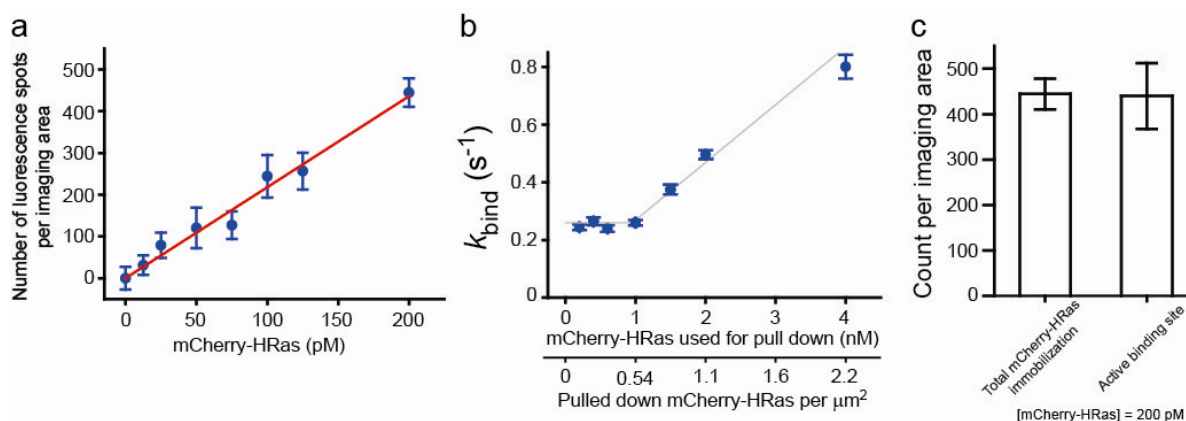 a
Number of luorescence spots
per imaging area
500
400
300
200
100
0
0 50 100 150 200
mCherry-HRas (pM)
b
kbind (s-1)
0.8
0.6
0.4
0.2
0
0 1 2 3 4
mCherry-HRas used for pull down (nM)
0 0.54 1.1 1.6 2.2
Pulled down mCherry-HRas per μm2
c
Count per imaging area
500
400
300
200
100
0
Total mCherry-HRas
immobilization
Active binding site
[mCherry-HRas] = 200 pM